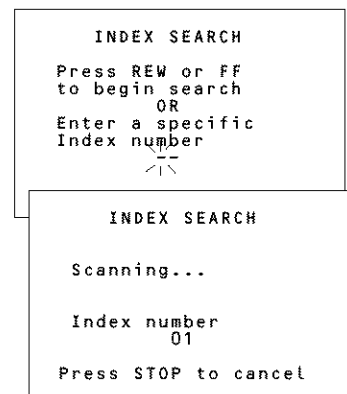 INDEX SEARCH
Press REW or FF
to begin search
OR
Enter a specific
Index number
--
INDEX SEARCH
Scanning...
Index number
01
Press STOP to cancel